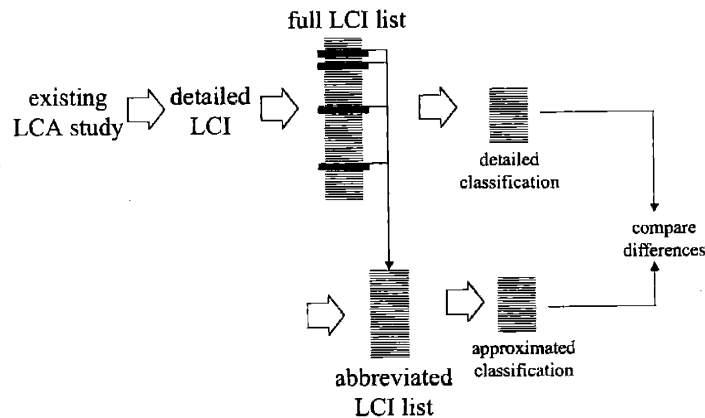 full LCI list
existing
LCA study
detailed
LCI
detailed
classification
compare
differences
abbreviated
LCI list
approximated
classification